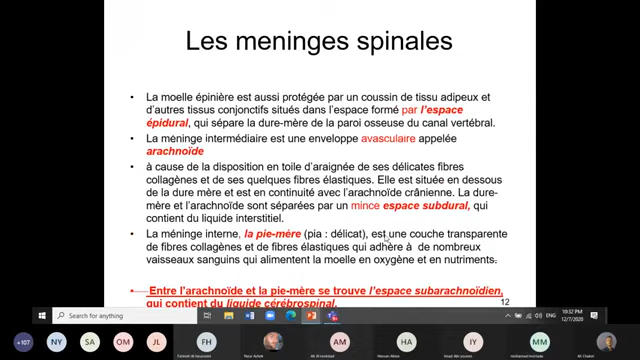 Les meninges spinales
• La moelle épinière est aussi protégée par un coussin de tissu adipeux et
d'autres tissus conjonctifs situés dans l'espace formé par l'espace
épidural, qui sépare la dure-mère de la paroi osseuse du canal vertébral.
• La méninge intermédiaire est une enveloppe avasculaire appelée
arachnoïde
• à cause de la disposition en toile d'araignée de ses délicates fibres
collagènes et de ses quelques fibres élastiques. Elle est située en dessous
de la dure mère et est en continuité avec l'arachnoïde crânienne. La dure-
mère et l'arachnoïde sont séparées par un mince espace subdural, qui
contient du liquide interstitiel.
• La méninge interne, la pie-mère (pia : délicat), est une couche transparente
de fibres collagènes et de fibres élastiques qui adhère à de nombreux
vaisseaux sanguins qui alimentent la moelle en oxygène et en nutriments.
• Entre l'arachnoïde et la pie-mère se trouve l'espace subarachnoïdien,
qui contient du liquide cérébrospinal.
12
Search for anything
10:32 PM
12/7/2020
+107
NY
SA
OM
JL
FH
AM
HA
IY
MM
Yazar Azieh
Hassan Abbas
Ali Chaker